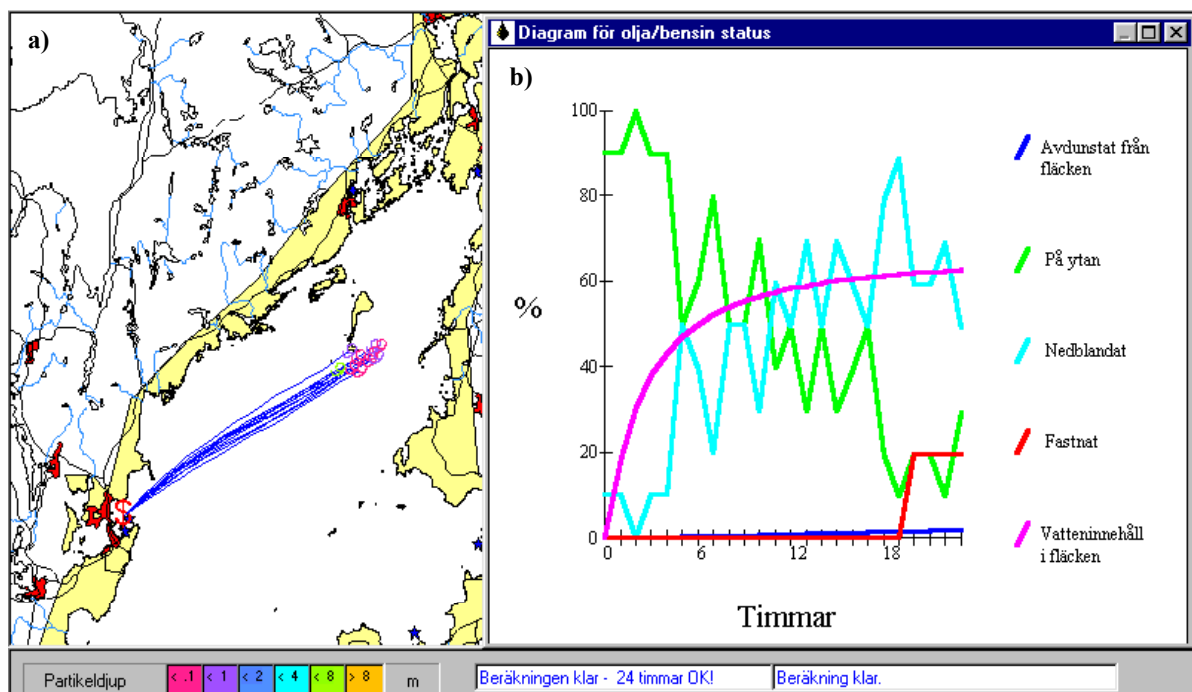 a)
Diagram för olja/bensin status
b)
100
80
60
40
20
0
%
0
6
12
18
Timmar
Avdunstat från
fläcken
På ytan
Nedblandat
Fastnat
Vatteninnehåll
i fläcken
Partikeldjup
< .1
< 1
< 2
< 4
< 8
> 8
m
Beräkningen klar - 24 timmar OK!
Beräkning klar.